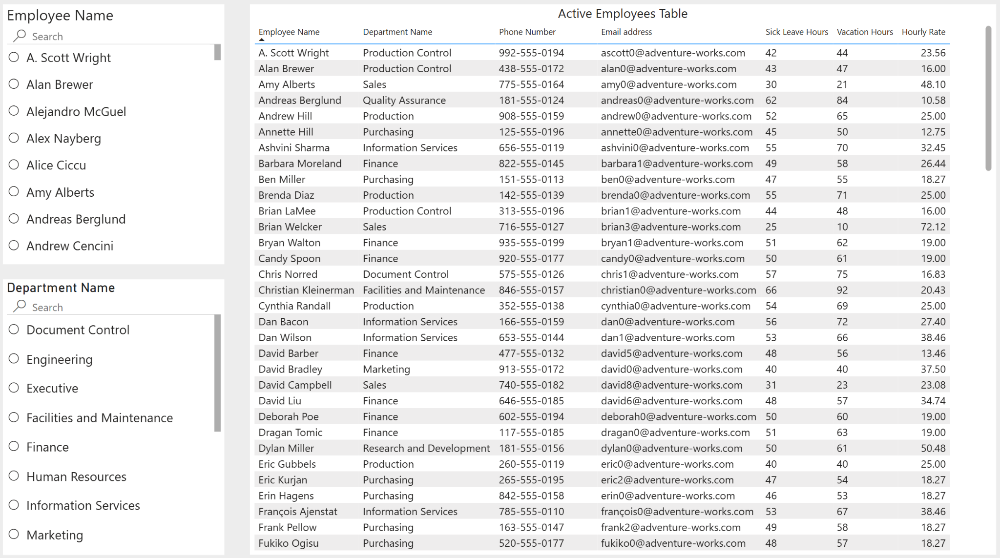 Employee Name
Search
A. Scott Wright
Alan Brewer
Alejandro McGuel
Alex Nayberg
Alice Ciccu
Amy Alberts
Andreas Berglund
Andrew Cencini
Department Name
Search
Document Control
Engineering
Executive
Facilities and Maintenance
Finance
Human Resources
Information Services
Marketing
Active Employees Table
Employee Name Department Name Phone Number Email address Sick Leave Hours Vacation Hours Hourly Rate
A. Scott Wright Production Control 992-555-0194 ascott0@adventure-works.com 42 44 23.56
Alan Brewer Production Control 438-555-0172 alan0@adventure-works.com 43 47 16.00
Amy Alberts Sales 775-555-0164 amy0@adventure-works.com 30 21 48.10
Andreas Berglund Quality Assurance 181-555-0124 andreas0@adventure-works.com 62 84 10.58
Andrew Hill Production 908-555-0159 andrew0@adventure-works.com 52 65 25.00
Annette Hill Purchasing 125-555-0196 annette0@adventure-works.com 45 50 12.75
Ashvini Sharma Information Services 656-555-0119 ashvini0@adventure-works.com 55 70 32.45
Barbara Moreland Finance 822-555-0145 barbara1@adventure-works.com 49 58 26.44
Ben Miller Purchasing 151-555-0113 ben0@adventure-works.com 47 55 18.27
Brenda Diaz Production 142-555-0139 brenda0@adventure-works.com 55 71 25.00
Brian LaMee Production Control 313-555-0196 brian1@adventure-works.com 44 48 16.00
Brian Welcker Sales 716-555-0127 brian3@adventure-works.com 25 10 72.12
Bryan Walton Finance 935-555-0199 bryan1@adventure-works.com 51 62 19.00
Candy Spoon Finance 920-555-0177 candy0@adventure-works.com 50 61 19.00
Chris Norred Document Control 575-555-0126 chris1@adventure-works.com 57 75 16.83
Christian Kleinerman Facilities and Maintenance 846-555-0157 christian0@adventure-works.com 66 92 20.43
Cynthia Randall Production 352-555-0138 cynthia0@adventure-works.com 54 69 25.00
Dan Bacon Information Services 166-555-0159 dan0@adventure-works.com 56 72 27.40
Dan Wilson Information Services 653-555-0144 dan1@adventure-works.com 53 66 38.46
David Barber Finance 477-555-0132 david5@adventure-works.com 48 56 13.46
David Bradley Marketing 913-555-0172 david0@adventure-works.com 40 40 37.50
David Campbell Sales 740-555-0182 david8@adventure-works.com 31 23 23.08
David Liu Finance 646-555-0185 david6@adventure-works.com 48 57 34.74
Deborah Poe Finance 602-555-0194 deborah0@adventure-works.com 50 60 19.00
Dragan Tomic Finance 117-555-0185 dragan0@adventure-works.com 51 63 19.00
Dylan Miller Research and Development 181-555-0156 dylan0@adventure-works.com 50 61 50.48
Eric Gubbels Production 260-555-0119 eric0@adventure-works.com 40 40 25.00
Eric Kurjan Purchasing 265-555-0195 eric2@adventure-works.com 47 54 18.27
Erin Hagens Purchasing 842-555-0158 erin0@adventure-works.com 46 53 18.27
François Ajenstat Information Services 785-555-0110 françois0@adventure-works.com 53 67 38.46
Frank Pellow Purchasing 163-555-0147 frank2@adventure-works.com 49 58 18.27
Fukiko Ogisu Purchasing 520-555-0177 fukiko0@adventure-works.com 48 57 18.27